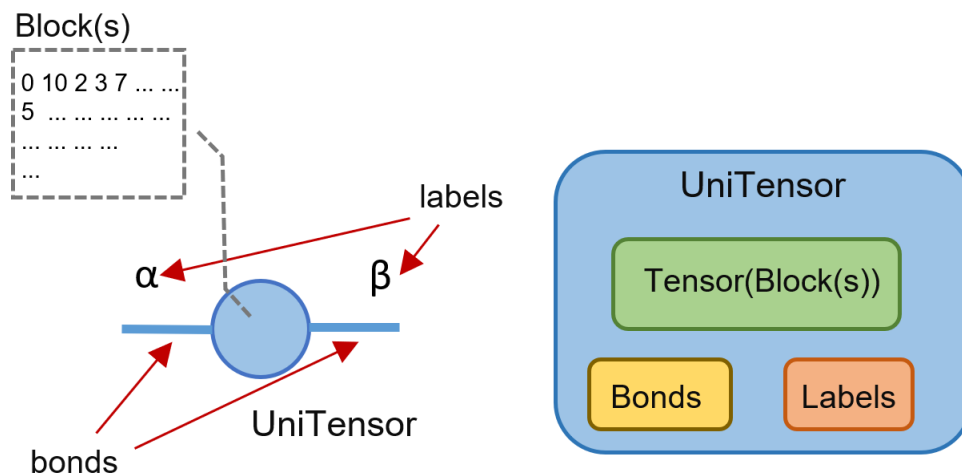 Block(s)
0 10 2 3 7 ... ...
5 ... ... ... ... ...
... ... ... ...
...
labels
α
β
UniTensor
bonds
UniTensor
Tensor(Block(s))
Bonds
Labels